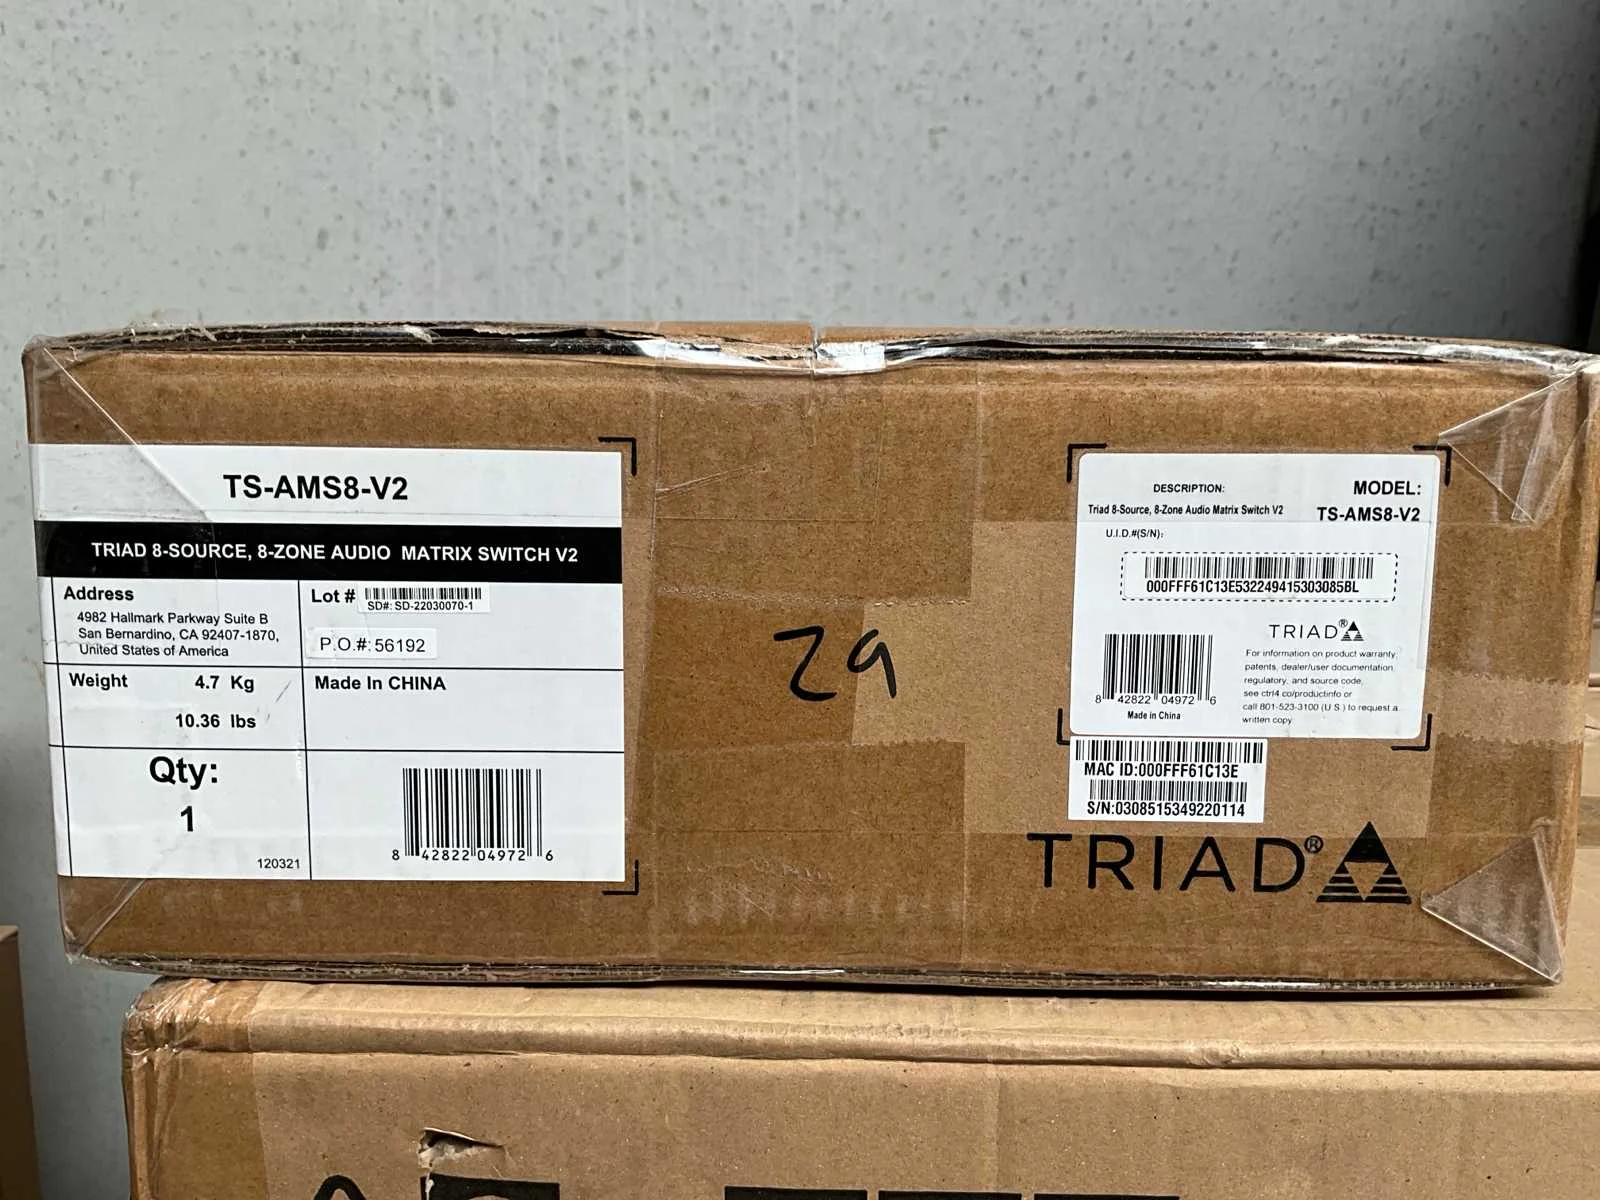 TS-AMS8-V2
TRIAD 8-SOURCE, 8-ZONE AUDIO MATRIX SWITCH V2
Address
4982 Hallmark Parkway Suite B
San Bernardino, CA 92407-1870,
United States of America
Lot #
SD#: SD-22030070-1
P.O.#: 56192
Weight 4.7 Kg
10.36 lbs
Made In CHINA
Qty:
1
120321
8 42822 04972 6
29
DESCRIPTION:
Triad 8-Source, 8-Zone Audio Matrix Switch V2
MODEL:
TS-AMS8-V2
U.I.D.#(S/N):
000FFF61C13E532249415303085BL
8 42822 04972 6
Made in China
TRIAD®
For information on product warranty,
patents, dealer/user documentation,
regulatory, and source code,
see ctrl4.co/productinfo or
call 801-523-3100 (U.S.) to request a
written copy.
MAC ID:000FFF61C13E
S/N:0308515349220114
TRIAD®